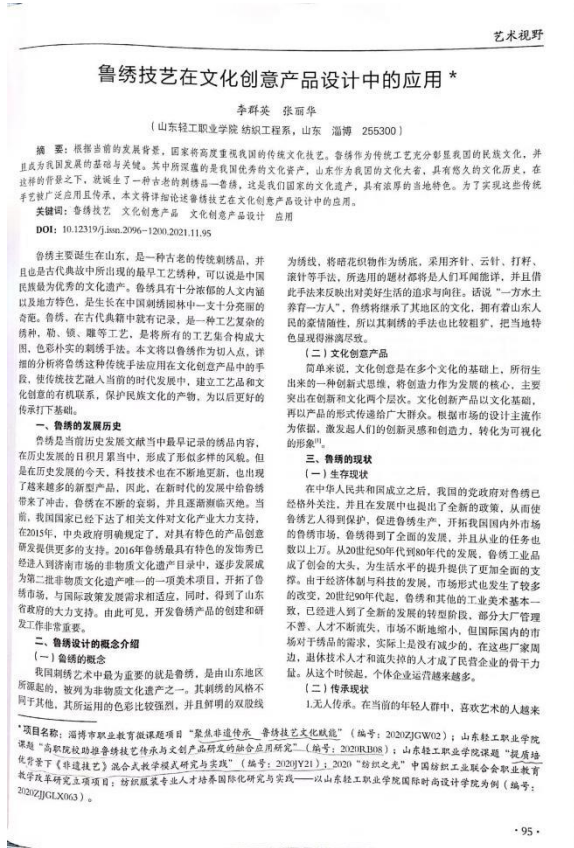 艺术视野
鲁绣技艺在文化创意产品设计中的应用*
李群英 张丽华
(山东轻工职业学院 纺织工程系，山东 淄博 255300)
摘 要：根据当前的发展背景，国家将高度重视我国的传统文化技艺。鲁绣作为传统工艺充分彰显我国的民族文化，并
且成为我国发展的基础与关键。其中所深蕴的是我国优秀的文化资产，山东作为我国的文化大省，具有悠久的文化历史，在
这样的背景之下，就诞生了一种古老的刺绣品—鲁绣，这是我们国家的文化遗产，具有浓厚的当地特色。为了实现这些传统
手艺被广泛应用且传承，本文将详细论述鲁绣技艺在文化创意产品设计中的应用。
关键词：鲁绣技艺 文化创意产品 文化创意产品设计 应用
DOI: 10.12319/j.issn.2096-1200.2021.11.95
鲁绣主要诞生在山东，是一种古老的传统刺绣品，并
且也是古代典故中所出现的最早工艺绣种，可以说是中国
民族最为优秀的文化遗产。鲁绣具有十分浓郁的人文内涵
以及地方特色，是生长在中国刺绣园林中一支十分亮丽的
奇葩。鲁绣，在古代典籍中就有记录，是一种工艺复杂的
绣种，勒、锁、雕等工艺，是将所有的工艺集合构成大
图，色彩朴实的刺绣手法。本文将以鲁绣作为切入点，详
细的分析将鲁绣这种传统手法应用在文化创意产品中的手
段，使传统技艺融入当前的时代发展中，建立工艺品和文
化创意的有机联系，保护民族文化的产物，为以后更好的
传承打下基础。
一、鲁绣的发展历史
鲁绣是当前历史发展文献当中最早记录的绣品内容，
在历史发展的日积月累当中，形成了形似多样的风貌。但
是在历史发展的今天，科技技术也在不断地更新，也出现
了越来越多的新型产品，因此，在新时代的发展中给鲁绣
带来了冲击，鲁绣在不断的衰弱，并且逐渐濒临灭绝。当
前，我国国家已经下达了相关文件对文化产业大力支持，
在2015年，中央政府明确规定了，对具有特色的产品创意
研发提供更多的支持。2016年鲁绣最具有特色的发饰秀已
经进入到济南市场的非物质文化遗产目录中，逐步发展成
为第二批非物质文化遗产唯一的一项美术项目，开拓了鲁
绣市场，与国际政策发展需求相适应，同时，得到了山东
省政府的大力支持。由此可见，开发鲁绣产品的创建和研
发工作非常重要。
二、鲁绣设计的概念介绍
(一)鲁绣的概念
我国刺绣艺术中最为重要的就是鲁绣，是由山东地区
所源起的，被列为非物质文化遗产之一。其刺绣的风格不
同于其他，其所运用的色彩比较强烈，并且鲜明的双股线
为绣线，将暗花织物作为绣底，采用齐针、云针、打籽、
滚针等手法，所选用的题材都将是人们耳闻能详，并且借
此手法来反映出对美好生活的追求与向往。话说“一方水土
养育一方人”，鲁绣将继承了其地区的文化，拥有着山东人
民的豪情随性，所以其刺绣的手法也比较粗犷，把当地特
色显现得淋漓尽致。
(二)文化创意产品
简单来说，文化创意是在多个文化的基础上，所衍生
出来的一种创新式思维，将创造力作为发展的核心，主要
突出在创新和文化两个层次。文化创新产品以文化基础，
再以产品的形式传递给广大群众。根据市场的设计主流作
为依据，激发起人们的创新灵感和创造力，转化为可视化
的形象[1]。
三、鲁绣的现状
(一)生存现状
在中华人民共和国成立之后，我国的党政府对鲁绣已
经格外关注，并且在发展中也提出了全新的政策，从而使
鲁绣艺人得到保护，促进鲁绣生产，开拓我国国内外市场
的鲁绣市场，鲁绣得到了全面的发展，并且从业的任务也
数以上万。从20世纪50年代到80年代的发展，鲁绣工业品
成了创会的大头，为生活水平的提升提供了更加全面的支
撑。由于经济体制与科技的发展，市场形式也发生了较多
的改变，20世纪90年代起，鲁绣和其他的工业美术基本一
致，已经进入到了全新的发展的转型阶段，部分大厂管理
不善、人才不断流失，市场不断地缩小，但国际国内的市
场对于绣品的需求，实际上是没有减少的，在这些厂家周
边，退休技术人才和流失掉的人才成了民营企业的骨干力
量。从这个时候起，个体企业运营越来越多。
(二)传承现状
1.无人传承。在当前的年轻人群中，喜欢艺术的人越来
*项目名称：淄博市职业教育微课题项目“聚焦非遗传承 鲁绣技艺文化赋能”(编号：2020ZJGW02)；山东轻工职业学院
课题“高职院校助推鲁绣技艺传承与文创产品研发的融合应用研究”(编号：2020RB08)；山东轻工职业学院课题“提质培
优背景下《非遗技艺》混合式教学模式研究与实践”(编号：2020JY21)；2020“纺织之光”中国纺织工业联合会职业教育
教学改革研究立项项目：纺织服装专业人才培养国际化研究与实践——以山东轻工职业学院国际时尚设计学院为例(编号：
2020ZJJGLX063)。
·95·